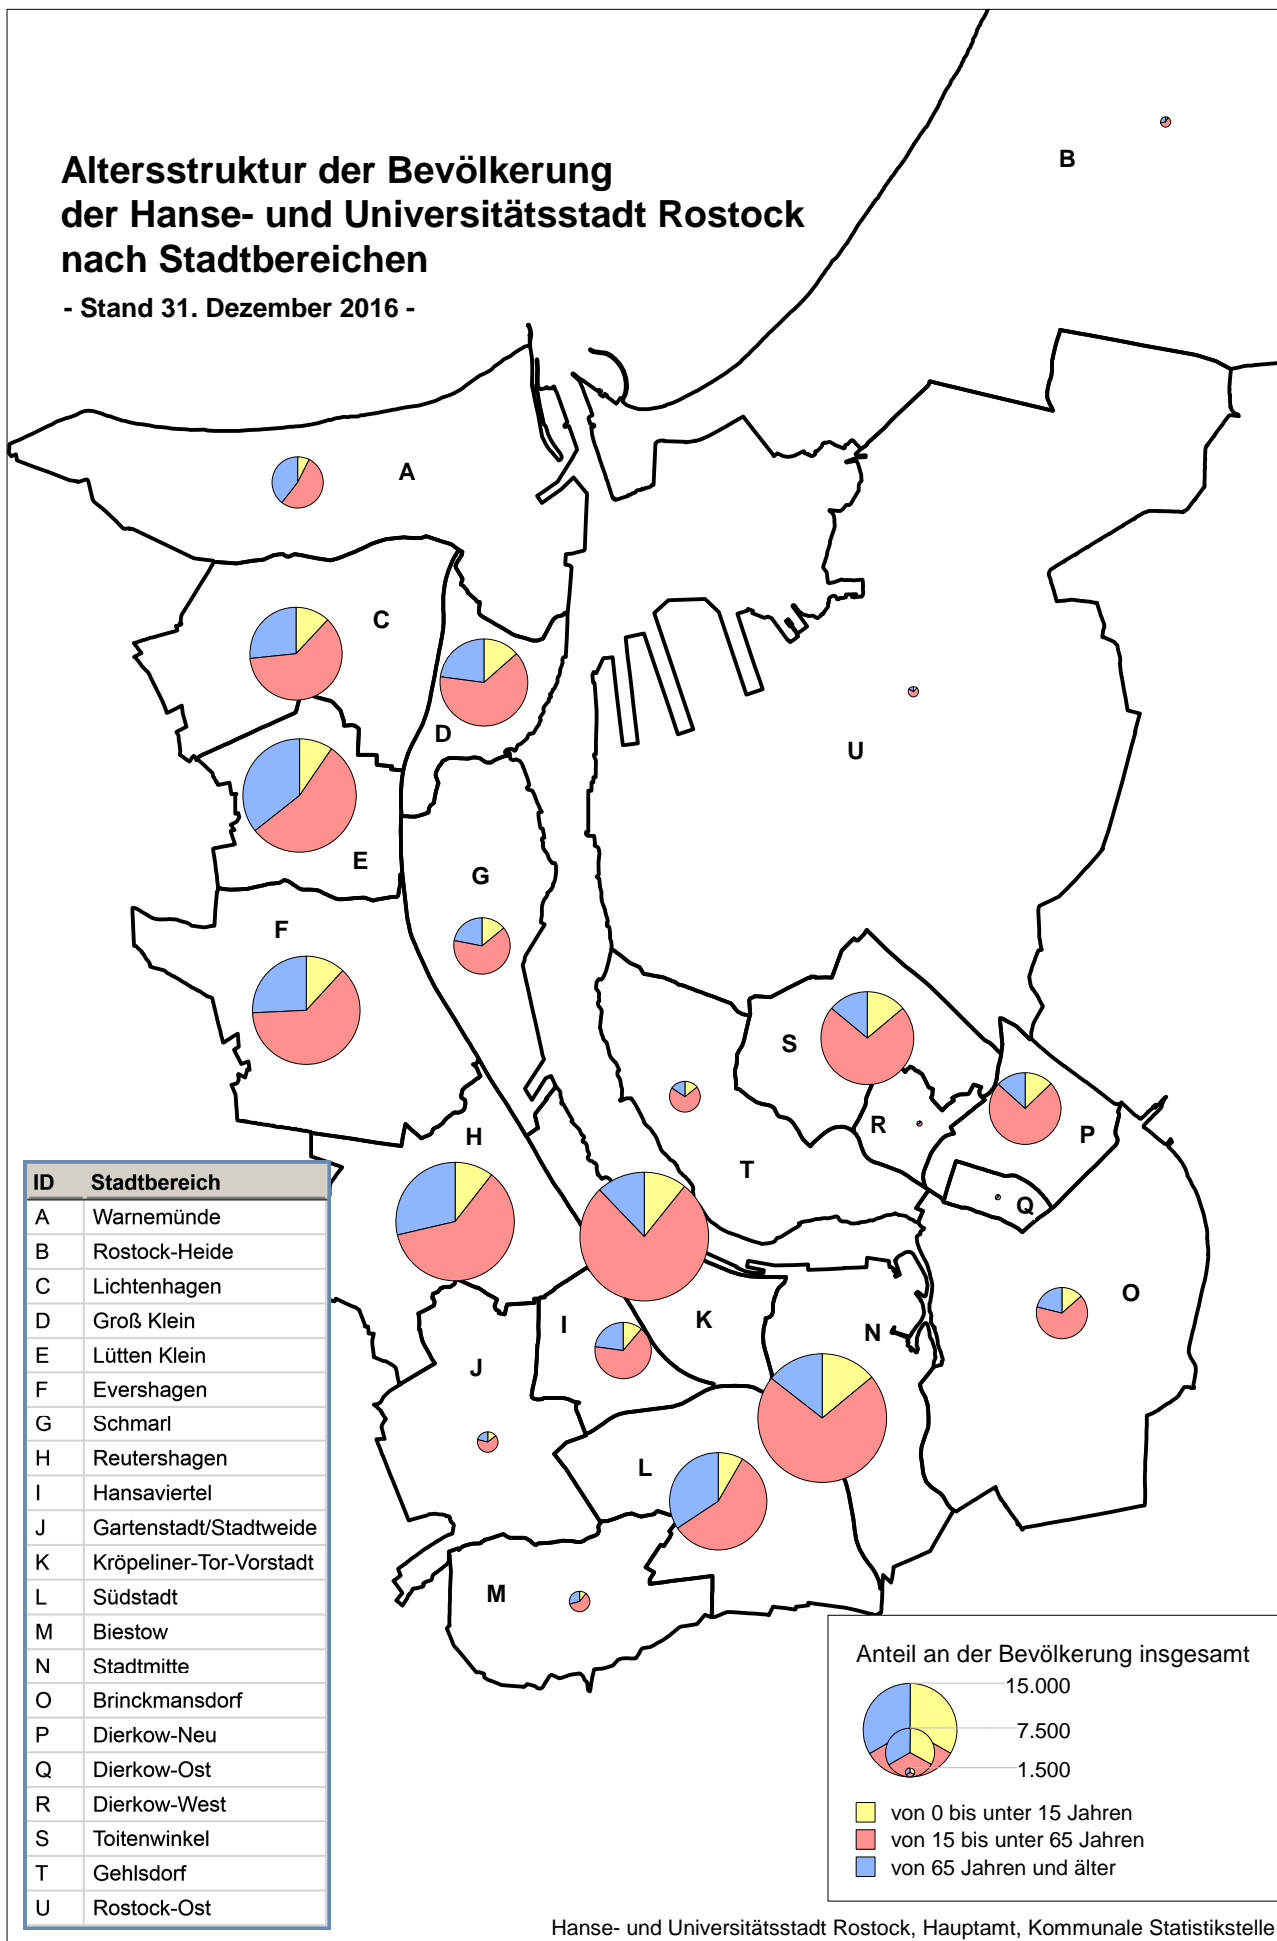 Altersstruktur der Bevölkerung
der Hanse- und Universitätsstadt Rostock
nach Stadtbereichen
- Stand 31. Dezember 2016 -
B
A
C
D
U
E
G
F
S
R
P
H
T
Q
O
I
K
N
J
L
M
ID Stadtbereich
A Warnemünde
B Rostock-Heide
C Lichtenhagen
D Groß Klein
E Lütten Klein
F Evershagen
G Schmarl
H Reutershagen
I Hansaviertel
J Gartenstadt/Stadtweide
K Kröpeliner-Tor-Vorstadt
L Südstadt
M Biestow
N Stadtmitte
O Brinckmansdorf
P Dierkow-Neu
Q Dierkow-Ost
R Dierkow-West
S Toitenwinkel
T Gehlsdorf
U Rostock-Ost
Anteil an der Bevölkerung insgesamt
15.000
7.500
1.500
von 0 bis unter 15 Jahren
von 15 bis unter 65 Jahren
von 65 Jahren und älter
Hanse- und Universitätsstadt Rostock, Hauptamt, Kommunale Statistikstelle